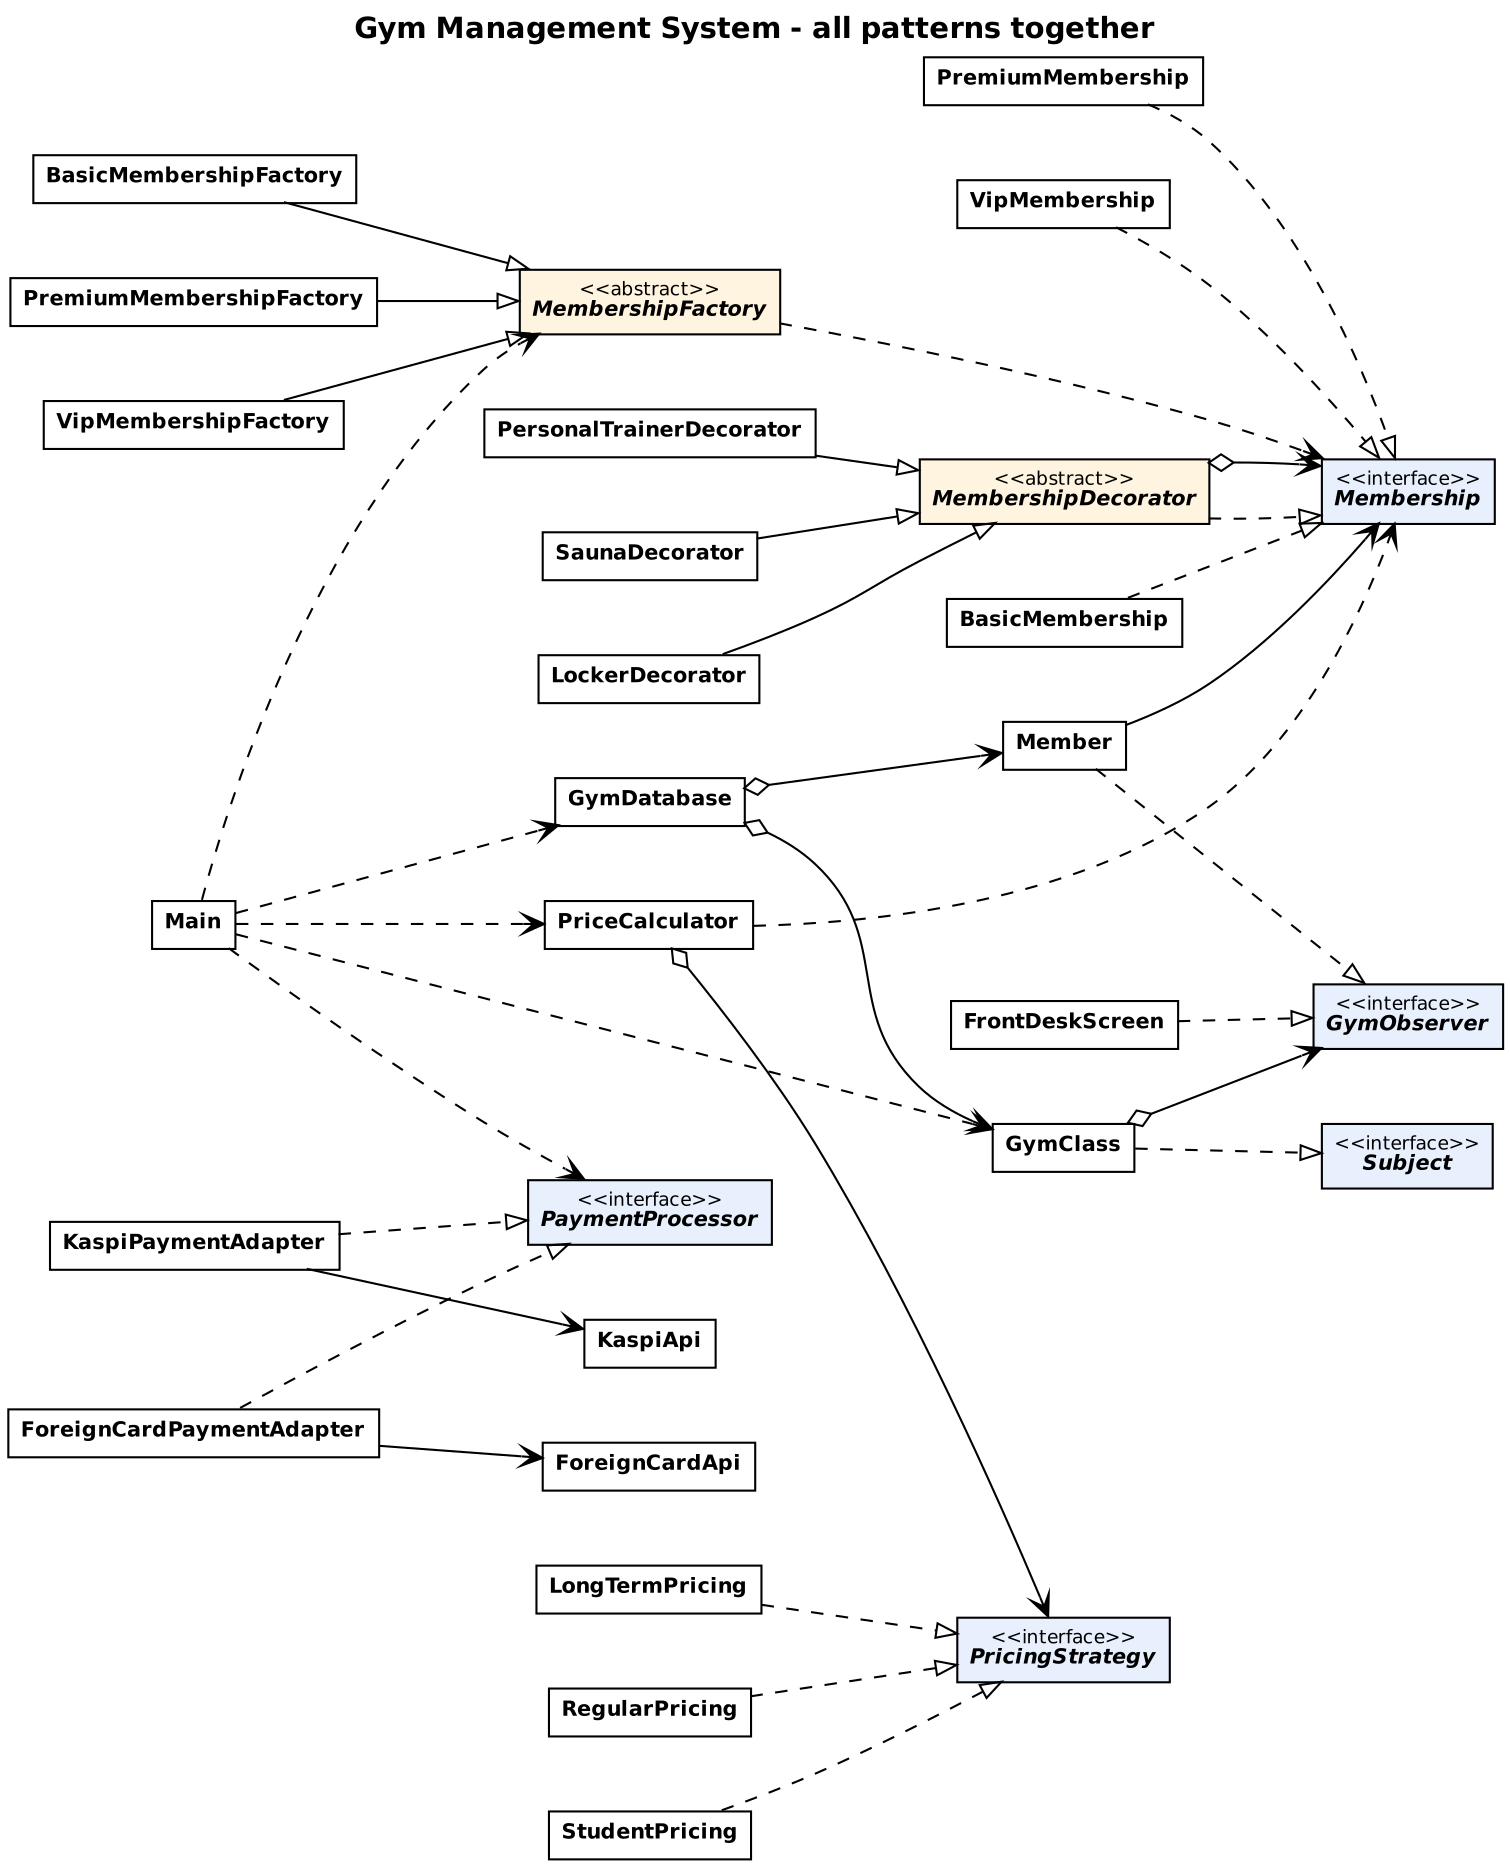 Gym Management System - all patterns together
PremiumMembership
BasicMembershipFactory
VipMembership
PremiumMembershipFactory
<<abstract>>
MembershipFactory
VipMembershipFactory
PersonalTrainerDecorator
<<abstract>>
MembershipDecorator
<<interface>>
Membership
SaunaDecorator
BasicMembership
LockerDecorator
Member
GymDatabase
Main
PriceCalculator
FrontDeskScreen
<<interface>>
GymObserver
GymClass
<<interface>>
Subject
<<interface>>
PaymentProcessor
KaspiPaymentAdapter
KaspiApi
ForeignCardPaymentAdapter
ForeignCardApi
LongTermPricing
<<interface>>
PricingStrategy
RegularPricing
StudentPricing